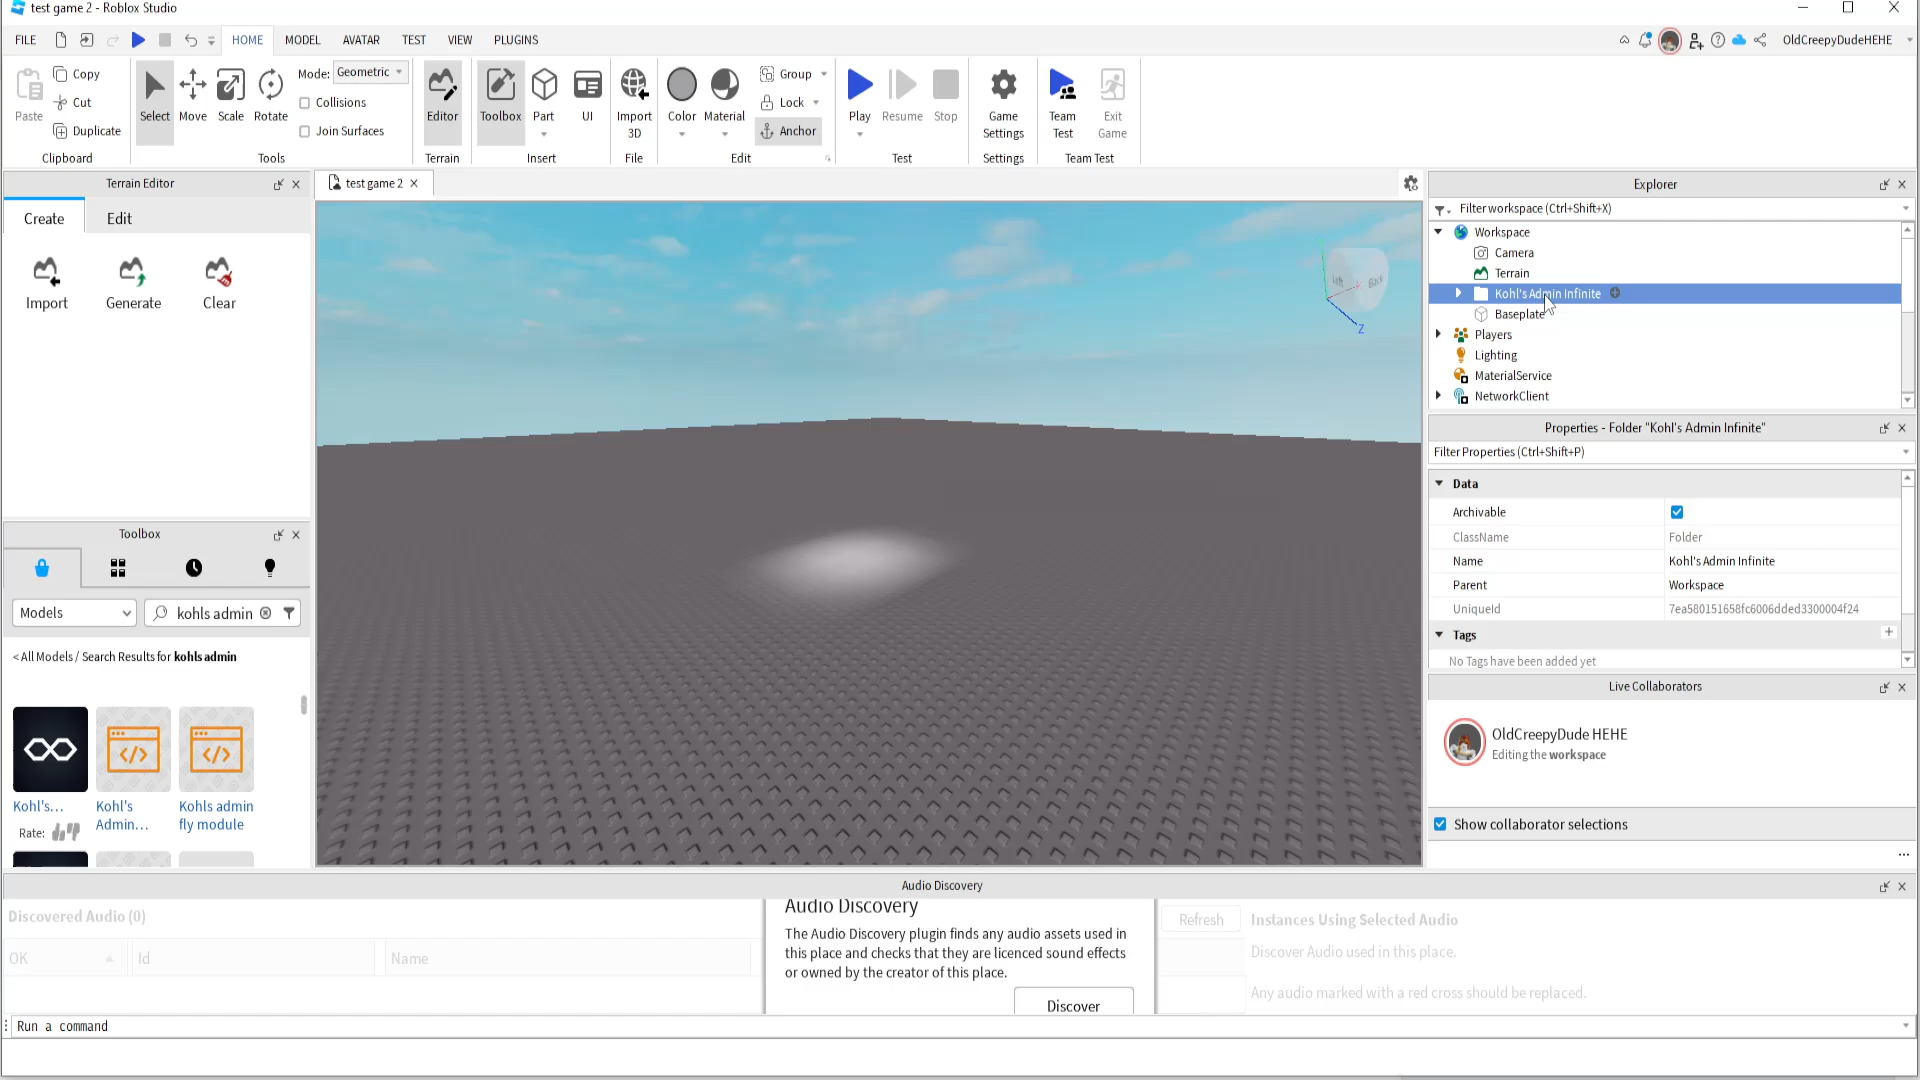 test game 2 - Roblox Studio
FILE HOME MODEL AVATAR TEST VIEW PLUGINS OldCreepyDudeHEHE
Paste
Copy
Cut
Duplicate
Clipboard
Select Move Scale Rotate
Mode: Geometric
Collisions
Join Surfaces
Tools
Editor
Terrain
Toolbox Part UI
Insert
Import
3D
File
Color Material
Group
Lock
Anchor
Edit
Play Resume Stop
Test
Game
Settings
Settings
Team
Test
Exit
Game
Team Test
Terrain Editor
Create Edit
Import Generate Clear
test game 2
left Back
Z
Explorer
Filter workspace (Ctrl+Shift+X)
Workspace
Camera
Terrain
Kohl's Admin Infinite
Baseplate
Players
Lighting
MaterialService
NetworkClient
Properties - Folder "Kohl's Admin Infinite"
Filter Properties (Ctrl+Shift+P)
Data
Archivable
ClassName Folder
Name Kohl's Admin Infinite
Parent Workspace
UniqueId 7ea580151658fc6006dded3300004f24
Tags +
No Tags have been added yet
Toolbox
Models kohls admin
< All Models / Search Results for kohls admin
Kohl's...
Rate:
Kohl's
Admin...
Kohls admin
fly module
Live Collaborators
OldCreepyDude HEHE
Editing the workspace
Show collaborator selections
...
Audio Discovery
Discovered Audio (0)
OK Id Name
Audio Discovery
The Audio Discovery plugin finds any audio assets used in
this place and checks that they are licenced sound effects
or owned by the creator of this place.
Discover
Refresh Instances Using Selected Audio
Discover Audio used in this place.
Any audio marked with a red cross should be replaced.
Run a command